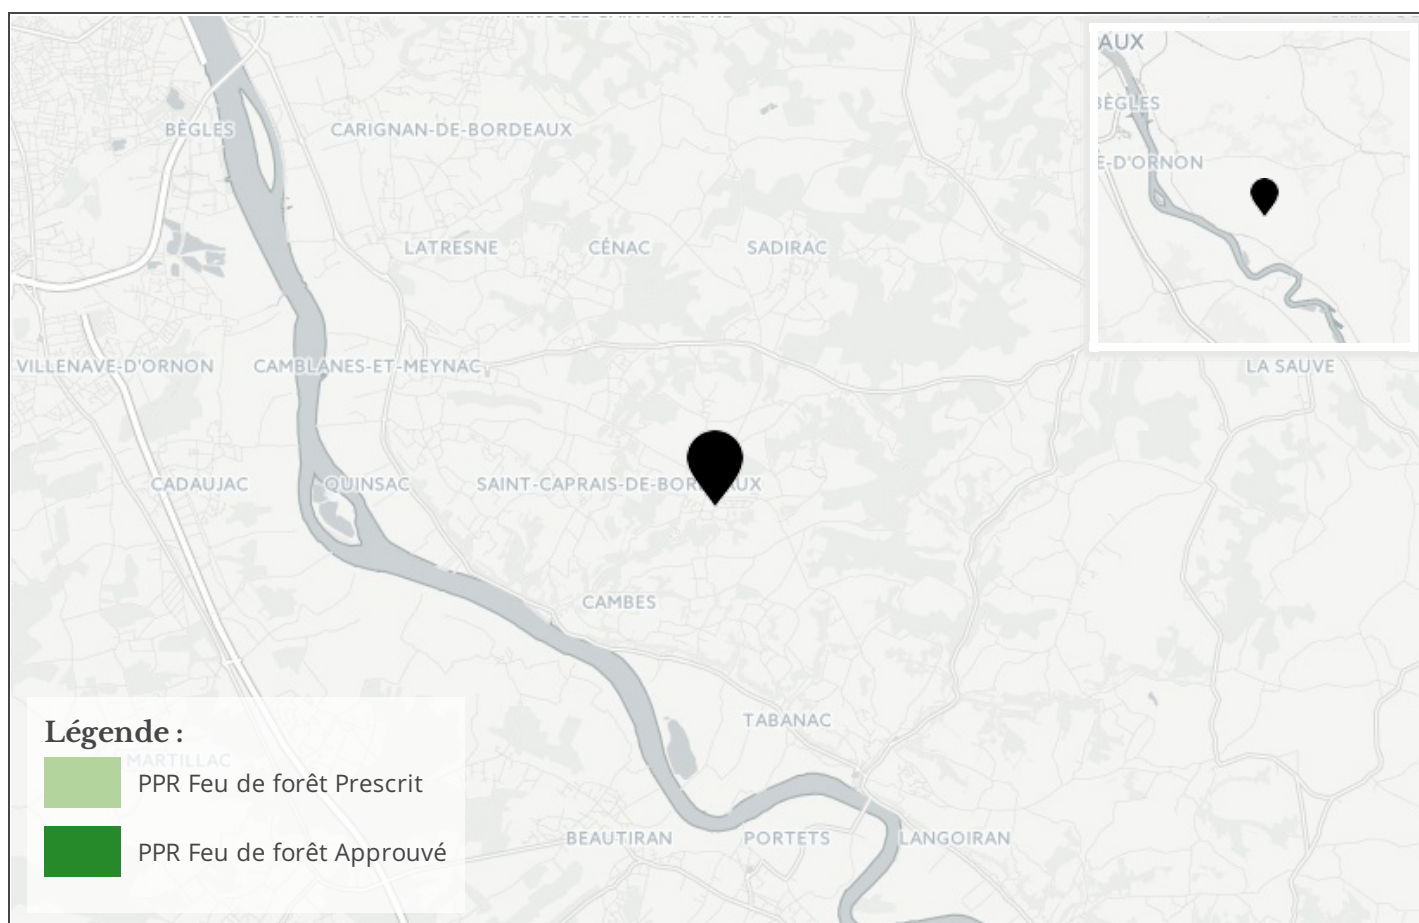 AUX
BÈGLES
CARIGNAN-DE-BORDEAUX
BÈGLES
E-D'ORNON
LATRESNE
CÉNAC
SADIRAC
VILLENAVE-D'ORNON
CAMBLANES-ET-MEYNAC
LA SAUVE
CADAUJAC
QUINSAC
SAINT-CAPRAIS-DE-BOR
AUX
CAMBES
TABANAC
Légende :
MARTILLAC
PPR Feu de forêt Prescrit
BEAUTIRAN
PORTETS
LANGOIRAN
PPR Feu de forêt Approuvé